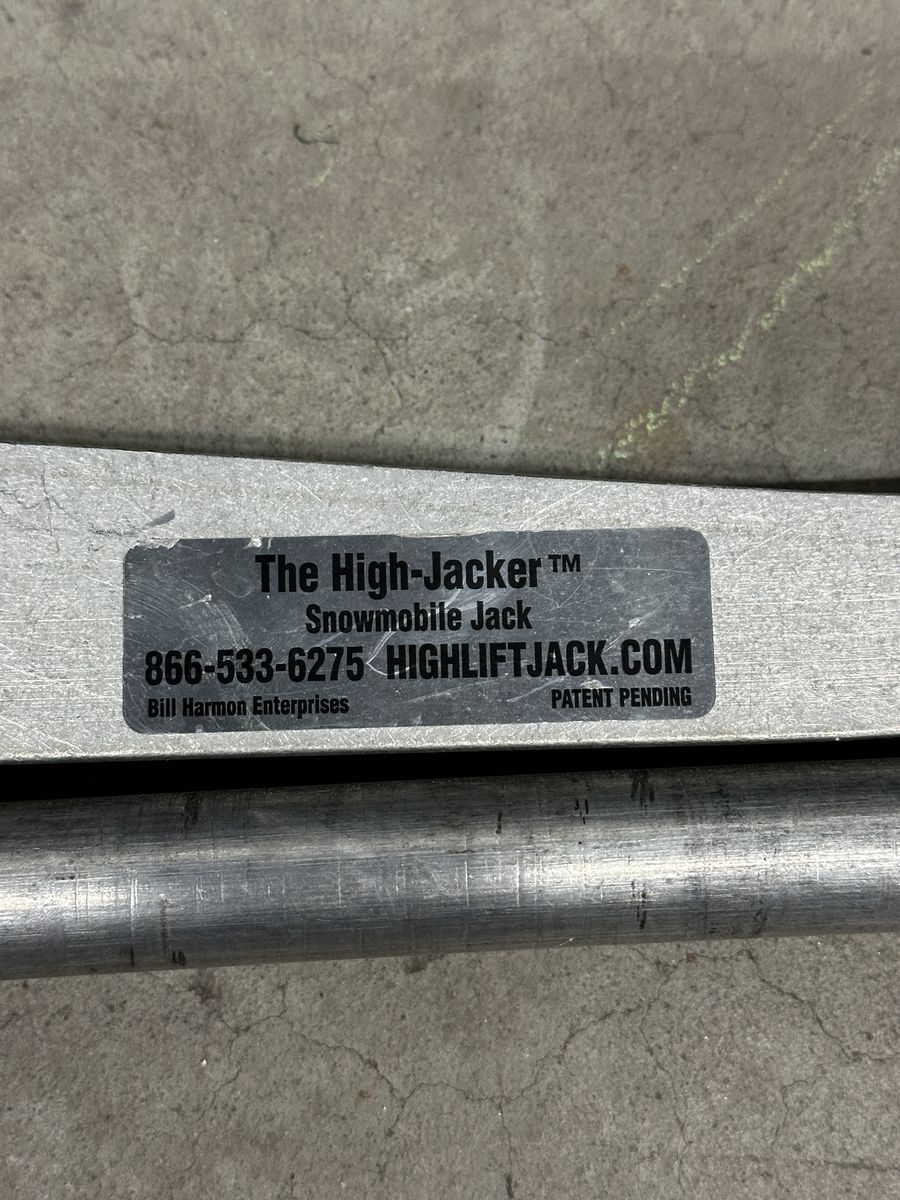 The High-Jacker™
Snowmobile Jack
866-533-6275 HIGHLIFTJACK.COM
Bill Harmon Enterprises PATENT PENDING